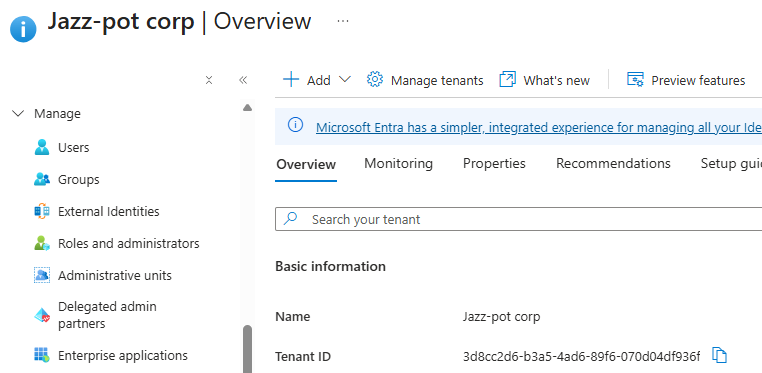 Jazz-pot corp | Overview ...
Add Manage tenants What's new Preview features
Manage
Users
Groups
External Identities
Roles and administrators
Administrative units
Delegated admin
partners
Enterprise applications
Microsoft Entra has a simpler, integrated experience for managing all your Ide
Overview Monitoring Properties Recommendations Setup gui
Search your tenant
Basic information
Name Jazz-pot corp
Tenant ID 3d8cc2d6-b3a5-4ad6-89f6-070d04df936f